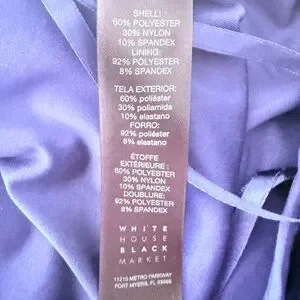 SHELL:
60% POLYESTER
30% NYLON
10% SPANDEX
LINING:
92% POLYESTER
8% SPANDEX
TELA EXTERIOR:
60% poliéster
30% poliamida
10% elastano
FORRO:
92% poliéster
8% elastano
ÉTOFFE
EXTÉRIEURE :
60% POLYESTER
30% NYLON
10% SPANDEX
DOUBLURE:
92% POLYESTER
8% SPANDEX
WHITE
HOUSE
BLACK
MARKET
11215 METRO PARKWAY
FORT MYERS, FL 33966